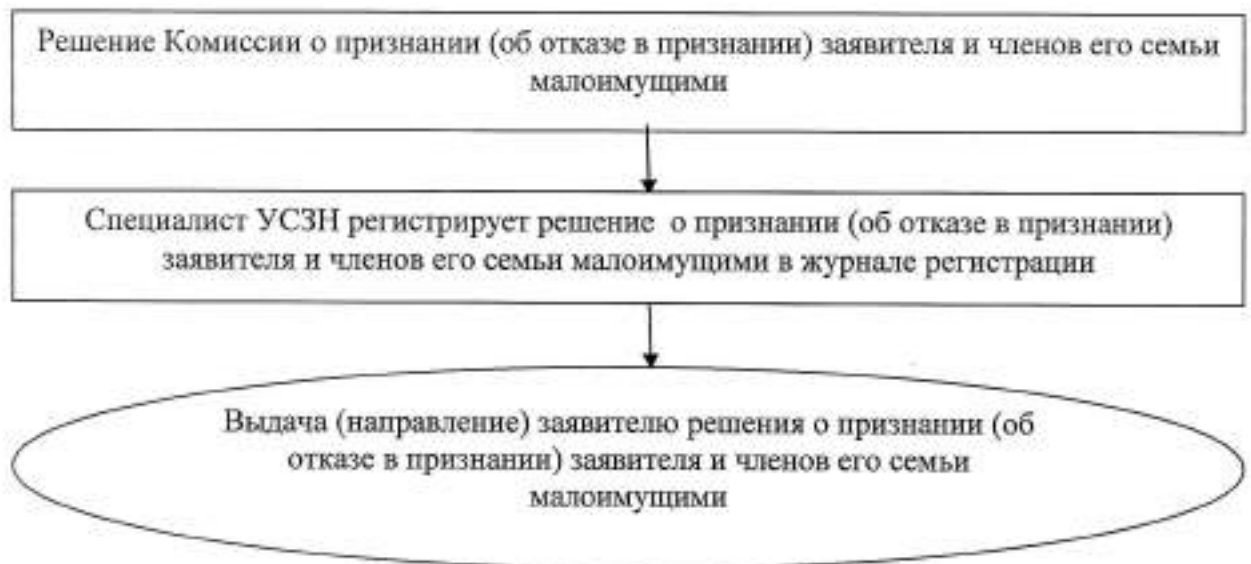 Решение Комиссии о признании (об отказе в признании) заявителя и членов его семьи
малоимущими
Специалист УСЗН регистрирует решение о признании (об отказе в признании)
заявителя и членов его семьи малоимущими в журнале регистрации
Выдача (направление) заявителю решения о признании (об
отказе в признании) заявителя и членов его семьи
малоимущими